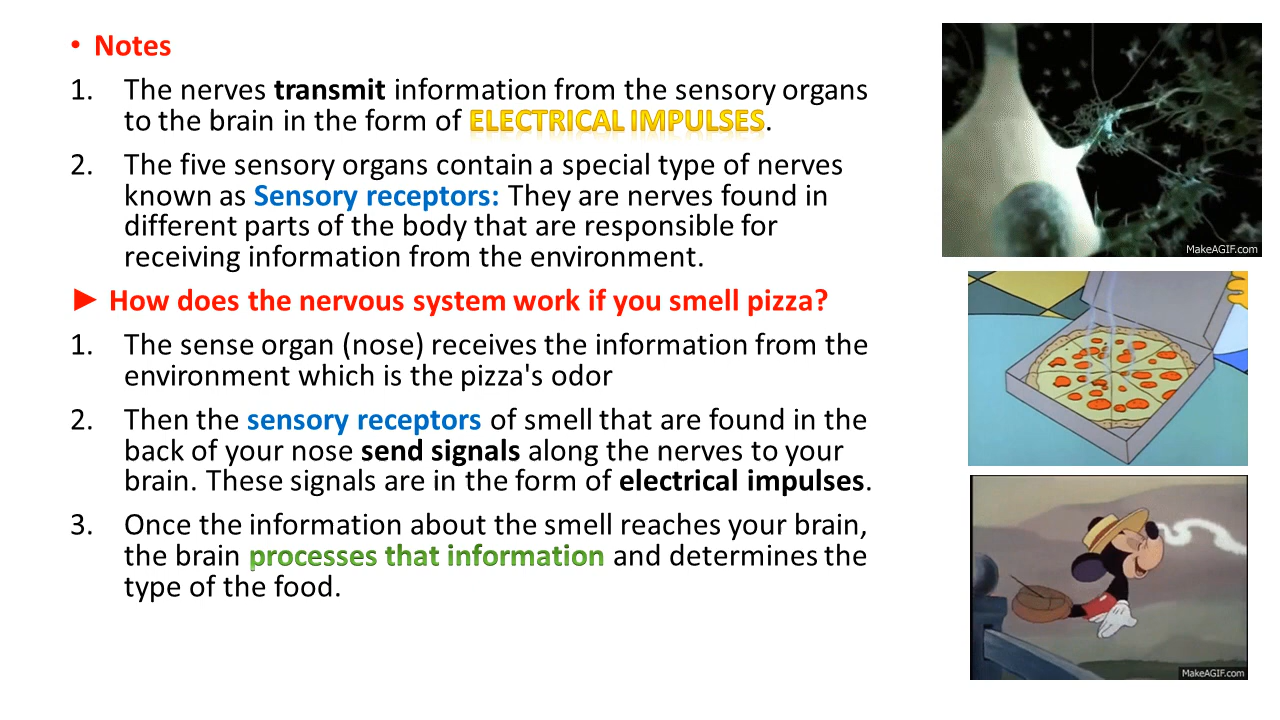 • Notes
1. The nerves transmit information from the sensory organs
to the brain in the form of ELECTRICAL IMPULSES.
2. The five sensory organs contain a special type of nerves
known as Sensory receptors: They are nerves found in
different parts of the body that are responsible for
receiving information from the environment.
► How does the nervous system work if you smell pizza?
1. The sense organ (nose) receives the information from the
environment which is the pizza's odor
2. Then the sensory receptors of smell that are found in the
back of your nose send signals along the nerves to your
brain. These signals are in the form of electrical impulses.
3. Once the information about the smell reaches your brain,
the brain processes that information and determines the
type of the food.
MakeAGIF.com
MakeAGIF.com